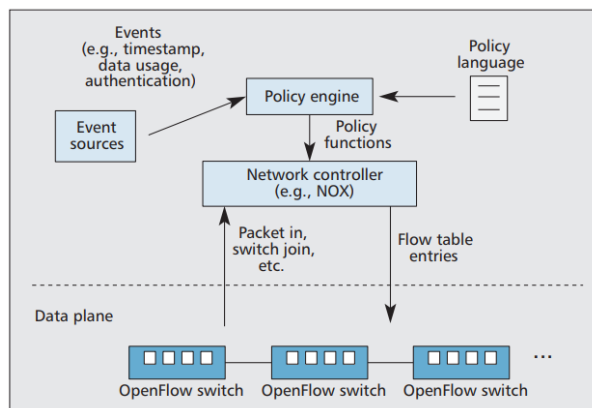 Events
(e.g., timestamp,
data usage,
authentication)
Policy
language
Policy engine
Event
sources
Policy
functions
Network controller
(e.g., NOX)
Packet in,
switch join,
etc.
Flow table
entries
Data plane
...
OpenFlow switch
OpenFlow switch
OpenFlow switch